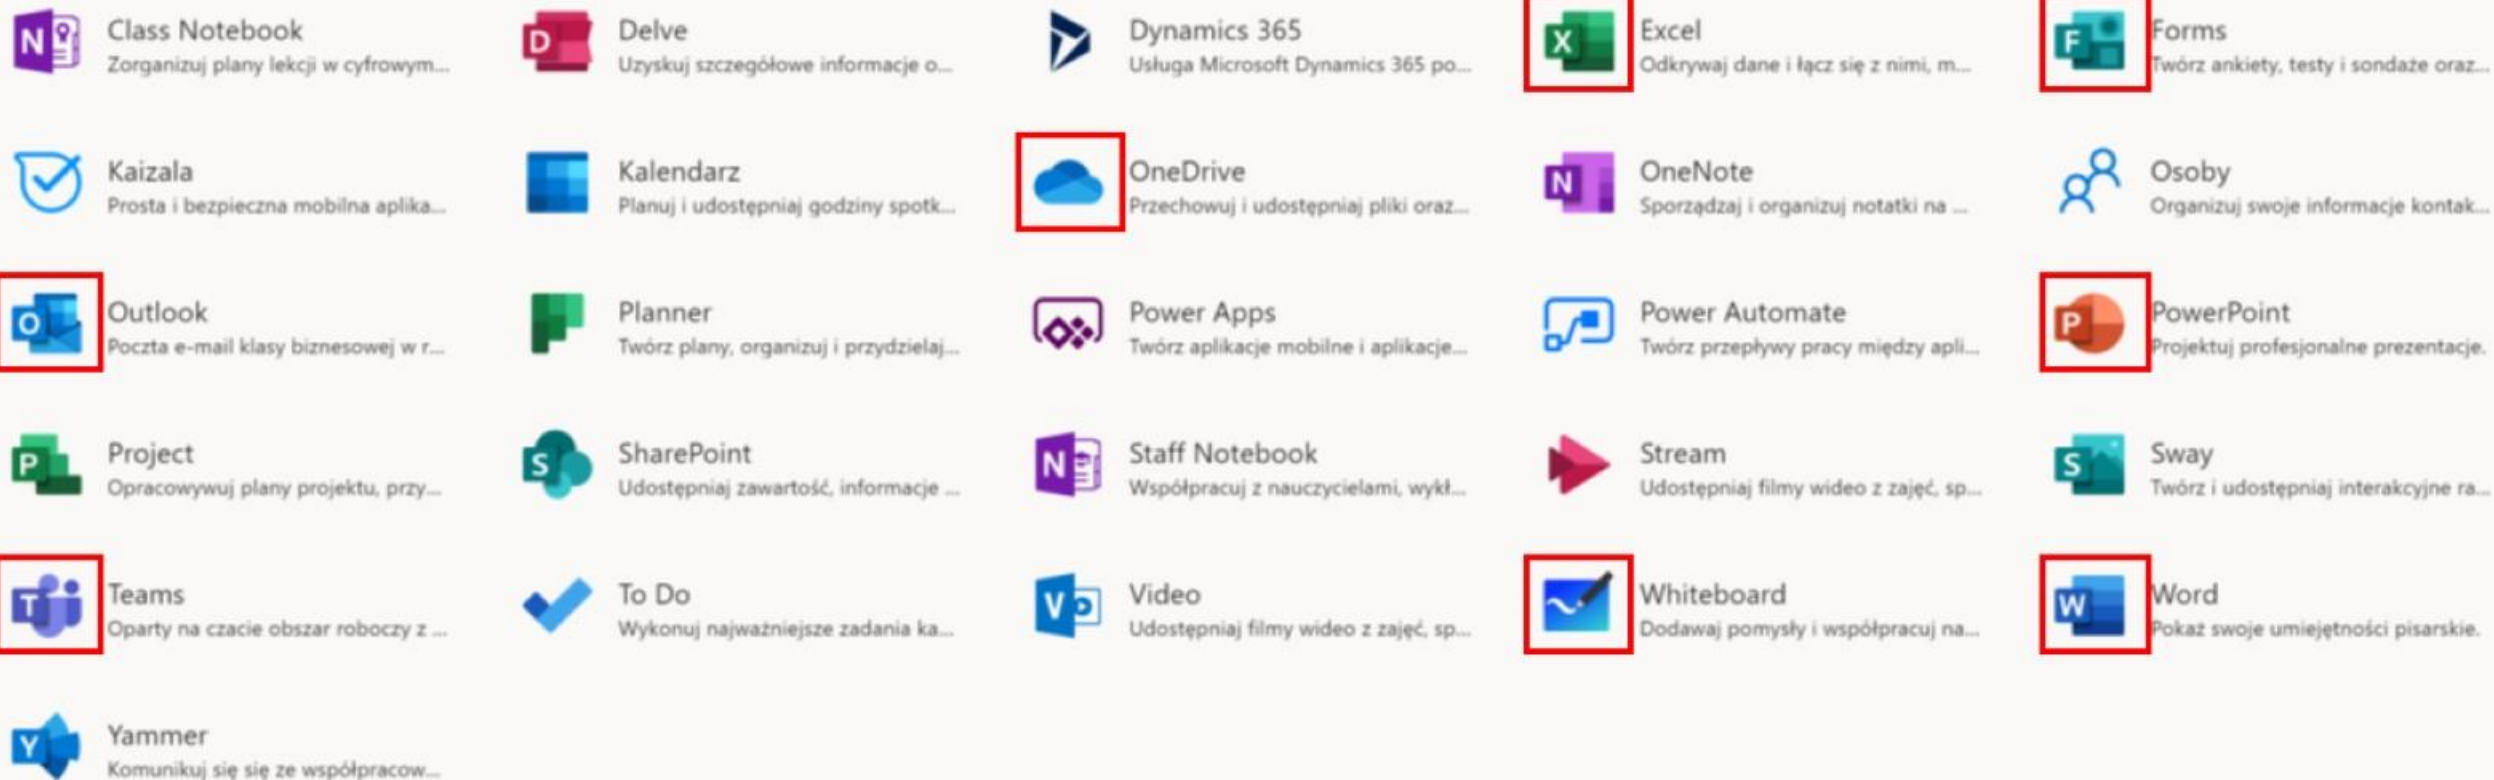 Class Notebook
Zorganizuj plany lekcji w cyfrowym...
Delve
Uzyskuj szczegółowe informacje o...
Dynamics 365
Usługa Microsoft Dynamics 365 po...
Excel
Odkrywaj dane i łącz się z nimi, m...
Forms
Twórz ankiety, testy i sondaże oraz...
Kaizala
Prosta i bezpieczna mobilna aplika...
Kalendarz
Planuj i udostępniaj godziny spotk...
OneDrive
Przechowuj i udostępniaj pliki oraz...
OneNote
Sporządzaj i organizuj notatki na ...
Osoby
Organizuj swoje informacje kontak...
Outlook
Poczta e-mail klasy biznesowej w r...
Planner
Twórz plany, organizuj i przydzielaj...
Power Apps
Twórz aplikacje mobilne i aplikacje...
Power Automate
Twórz przepływy pracy między apli...
PowerPoint
Projektuj profesjonalne prezentacje.
Project
Opracowywuj plany projektu, przy...
SharePoint
Udostępniaj zawartość, informacje ...
Staff Notebook
Współpracuj z nauczycielami, wykł...
Stream
Udostępniaj filmy wideo z zajęć, sp...
Sway
Twórz i udostępniaj interakcyjne ra...
Teams
Oparty na czacie obszar roboczy z ...
To Do
Wykonuj najważniejsze zadania ka...
Video
Udostępniaj filmy wideo z zajęć, sp...
Whiteboard
Dodawaj pomysły i współpracuj na...
Word
Pokaż swoje umiejętności pisarskie.
Yammer
Komunikuj się się ze współpracow...